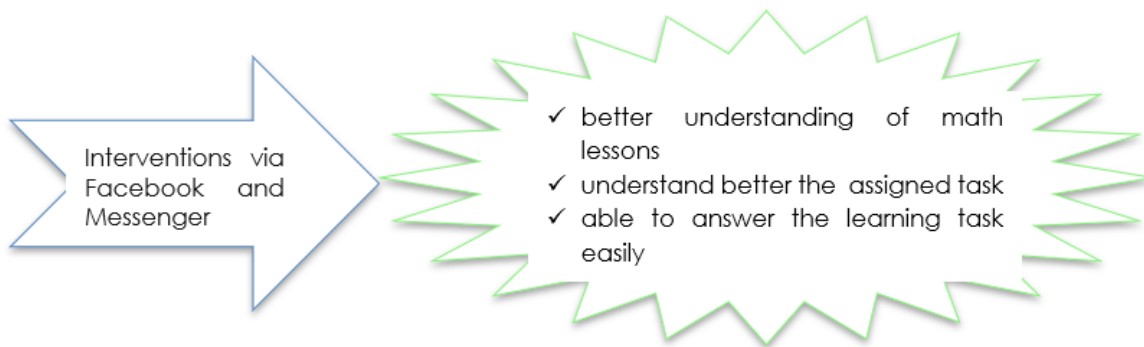 Interventions via
Facebook and
Messenger
✓ better understanding of math
lessons
✓ understand better the assigned task
✓ able to answer the learning task
easily